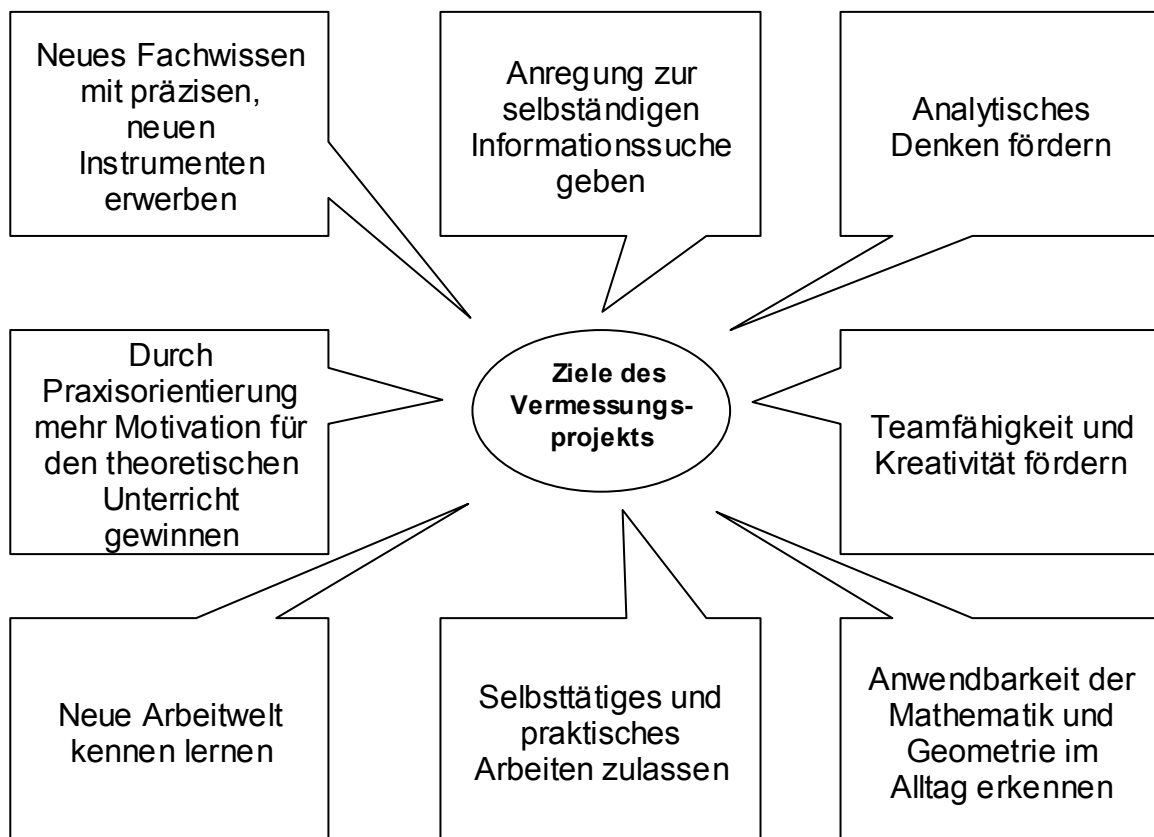 Neues Fachwissen
mit präzisen,
neuen
Instrumenten
erwerben
Anregung zur
selbständigen
Informationssuche
geben
Analytisches
Denken fördern
Durch
Praxisorientierung
mehr Motivation für
den theoretischen
Unterricht
gewinnen
Ziele des
Vermessungs-
projekts
Teamfähigkeit und
Kreativität fördern
Neue Arbeitwelt
kennen lernen
Selbsttätiges und
praktisches
Arbeiten zulassen
Anwendbarkeit der
Mathematik und
Geometrie im
Alltag erkennen